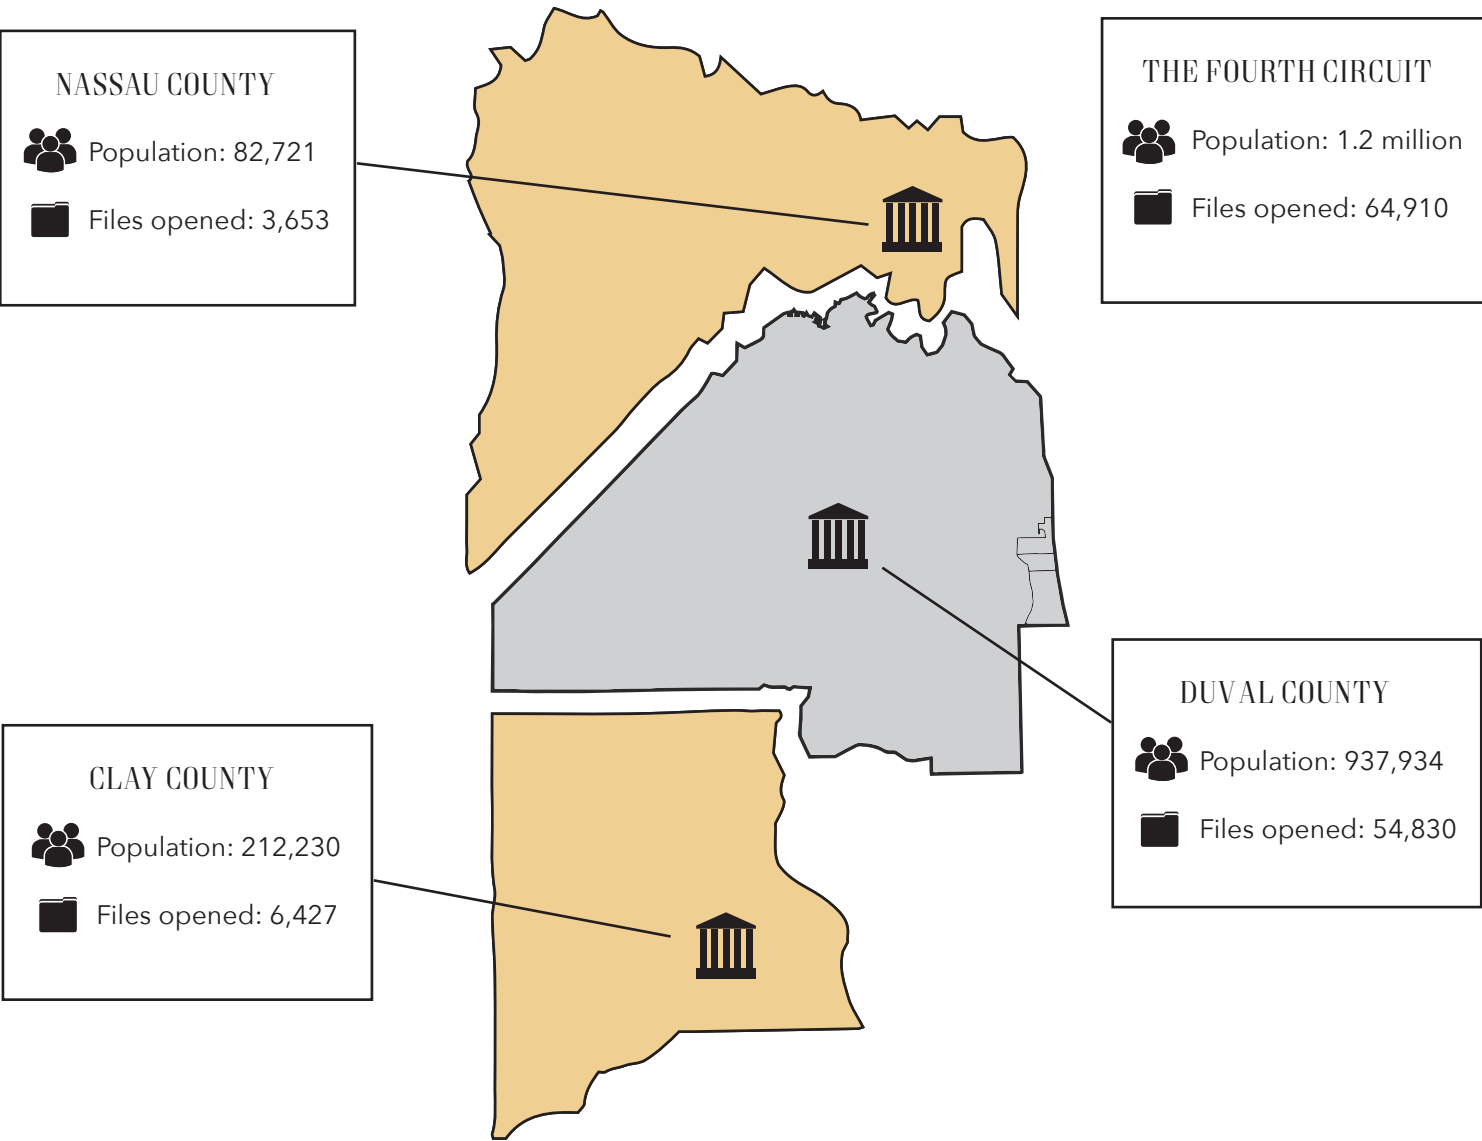 NASSAU COUNTY
Population: 82,721
Files opened: 3,653
THE FOURTH CIRCUIT
Population: 1.2 million
Files opened: 64,910
DUVAL COUNTY
Population: 937,934
Files opened: 54,830
CLAY COUNTY
Population: 212,230
Files opened: 6,427